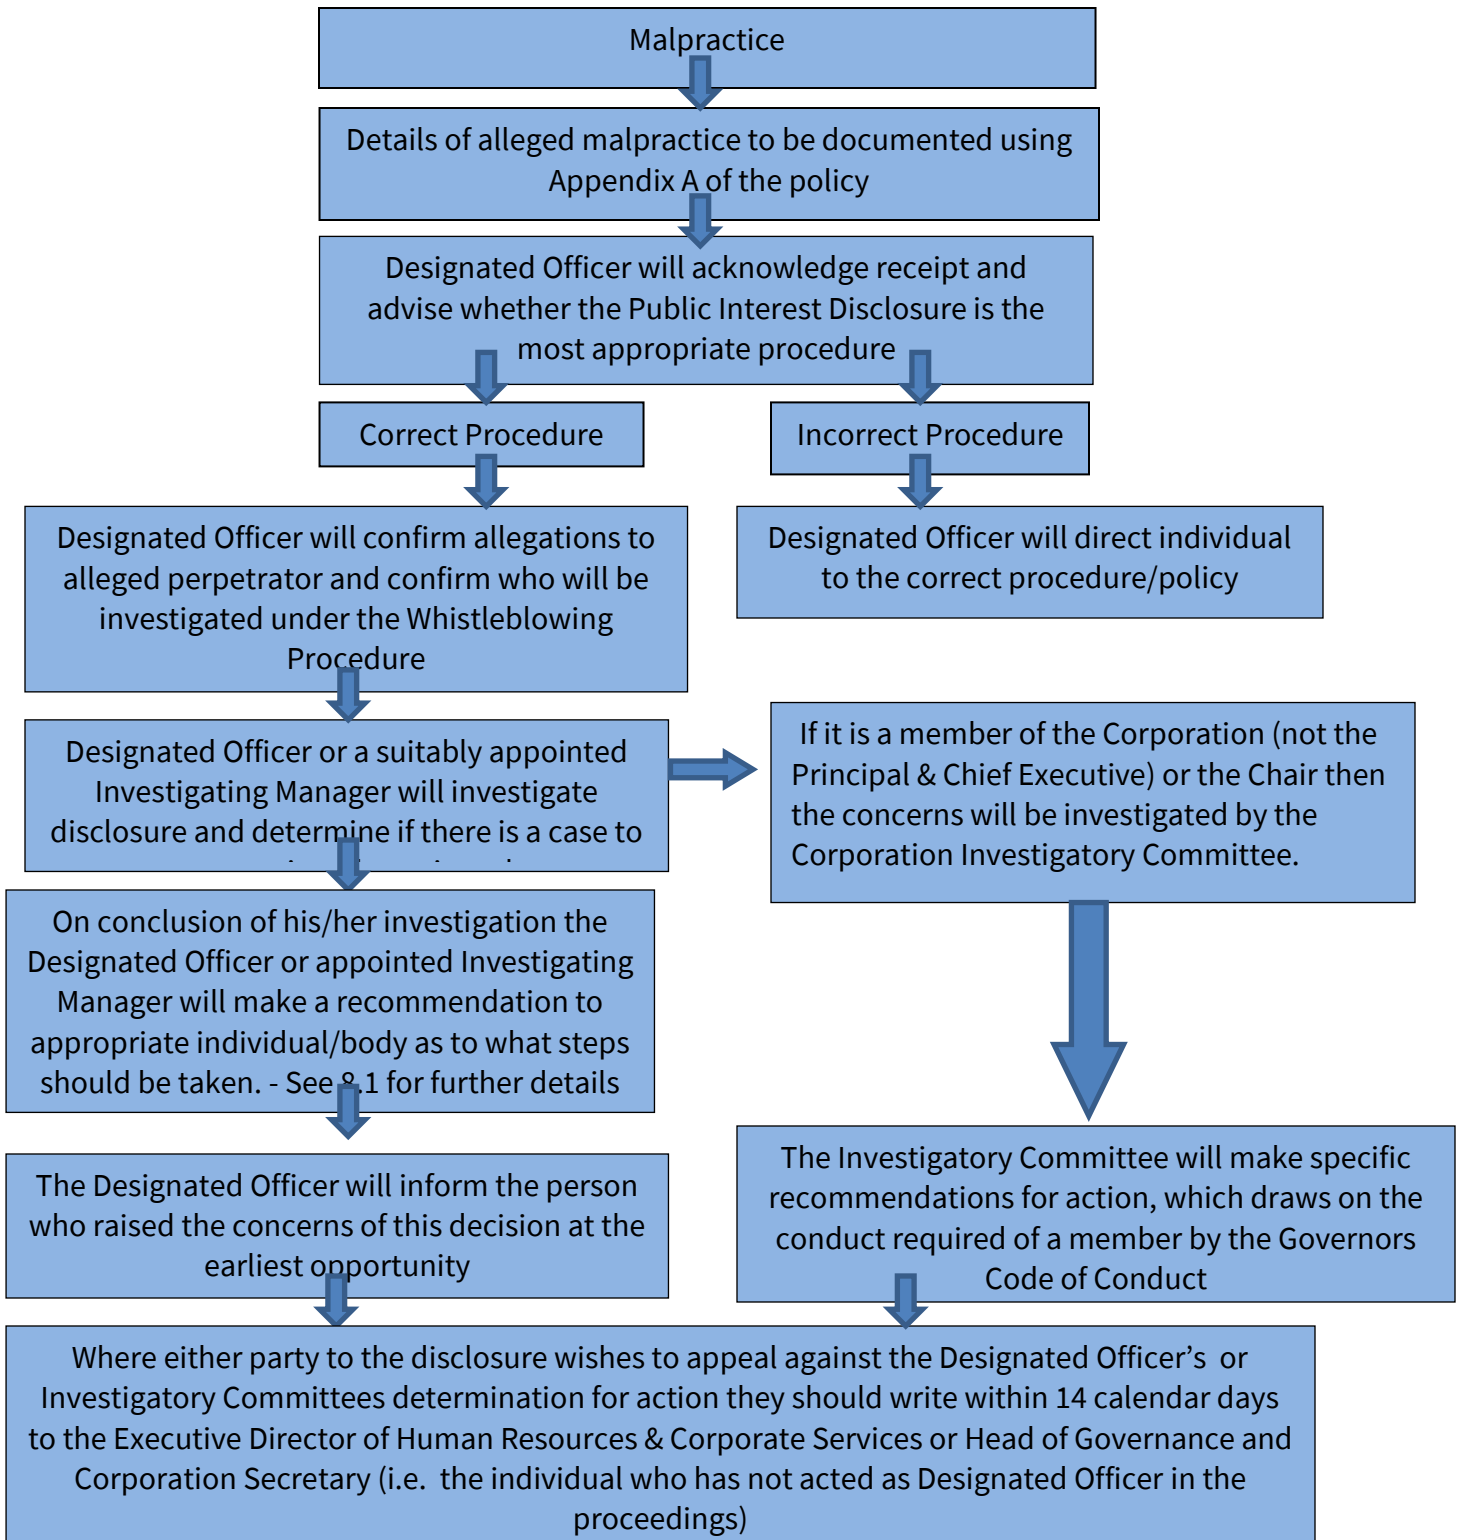 Malpractice
Details of alleged malpractice to be documented using
Appendix A of the policy
Designated Officer will acknowledge receipt and
advise whether the Public Interest Disclosure is the
most appropriate procedure
Correct Procedure
Incorrect Procedure
Designated Officer will confirm allegations to
alleged perpetrator and confirm who will be
investigated under the Whistleblowing
Procedure
Designated Officer will direct individual
to the correct procedure/policy
Designated Officer or a suitably appointed
Investigating Manager will investigate
disclosure and determine if there is a case to
If it is a member of the Corporation (not the
Principal & Chief Executive) or the Chair then
the concerns will be investigated by the
Corporation Investigatory Committee.
On conclusion of his/her investigation the
Designated Officer or appointed Investigating
Manager will make a recommendation to
appropriate individual/body as to what steps
should be taken. - See 8.1 for further details
The Designated Officer will inform the person
who raised the concerns of this decision at the
earliest opportunity
The Investigatory Committee will make specific
recommendations for action, which draws on the
conduct required of a member by the Governors
Code of Conduct
Where either party to the disclosure wishes to appeal against the Designated Officer’s or
Investigatory Committees determination for action they should write within 14 calendar days
to the Executive Director of Human Resources & Corporate Services or Head of Governance and
Corporation Secretary (i.e. the individual who has not acted as Designated Officer in the
proceedings)